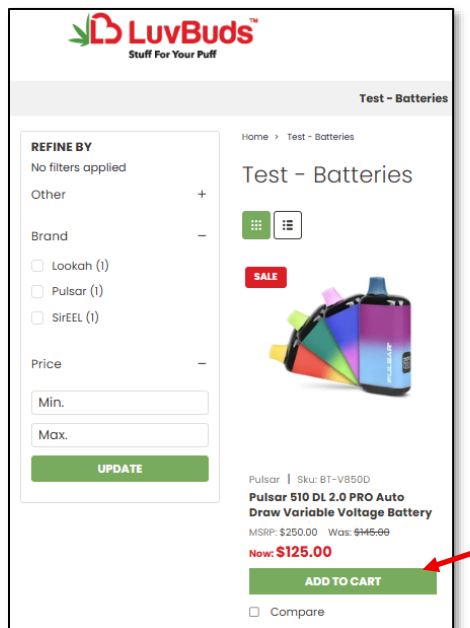 LuvBuds™
Stuff For Your Puff
Test - Batteries
REFINE BY
No filters applied
Other +
Brand −
Lookah (1)
Pulsar (1)
SirEEL (1)
Price −
Min.
Max.
UPDATE
Home > Test - Batteries
Test - Batteries
SALE
PULSAR
Pulsar | Sku: BT-V850D
Pulsar 510 DL 2.0 PRO Auto
Draw Variable Voltage Battery
MSRP: $250.00 Was: $145.00
Now: $125.00
ADD TO CART
Compare